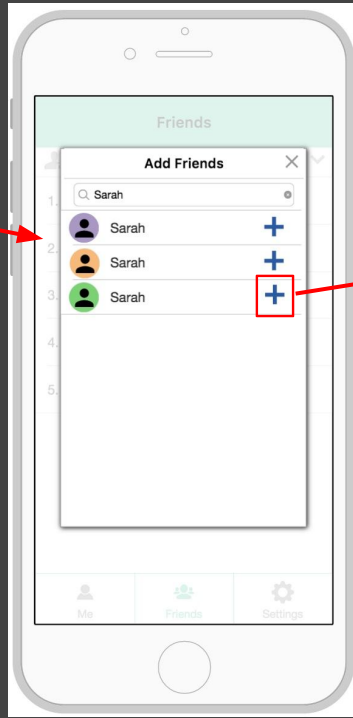 Friends
Add Friends
Sarah
1.
Sarah
2.
Sarah
3.
Sarah
4.
5.
Me Friends Settings